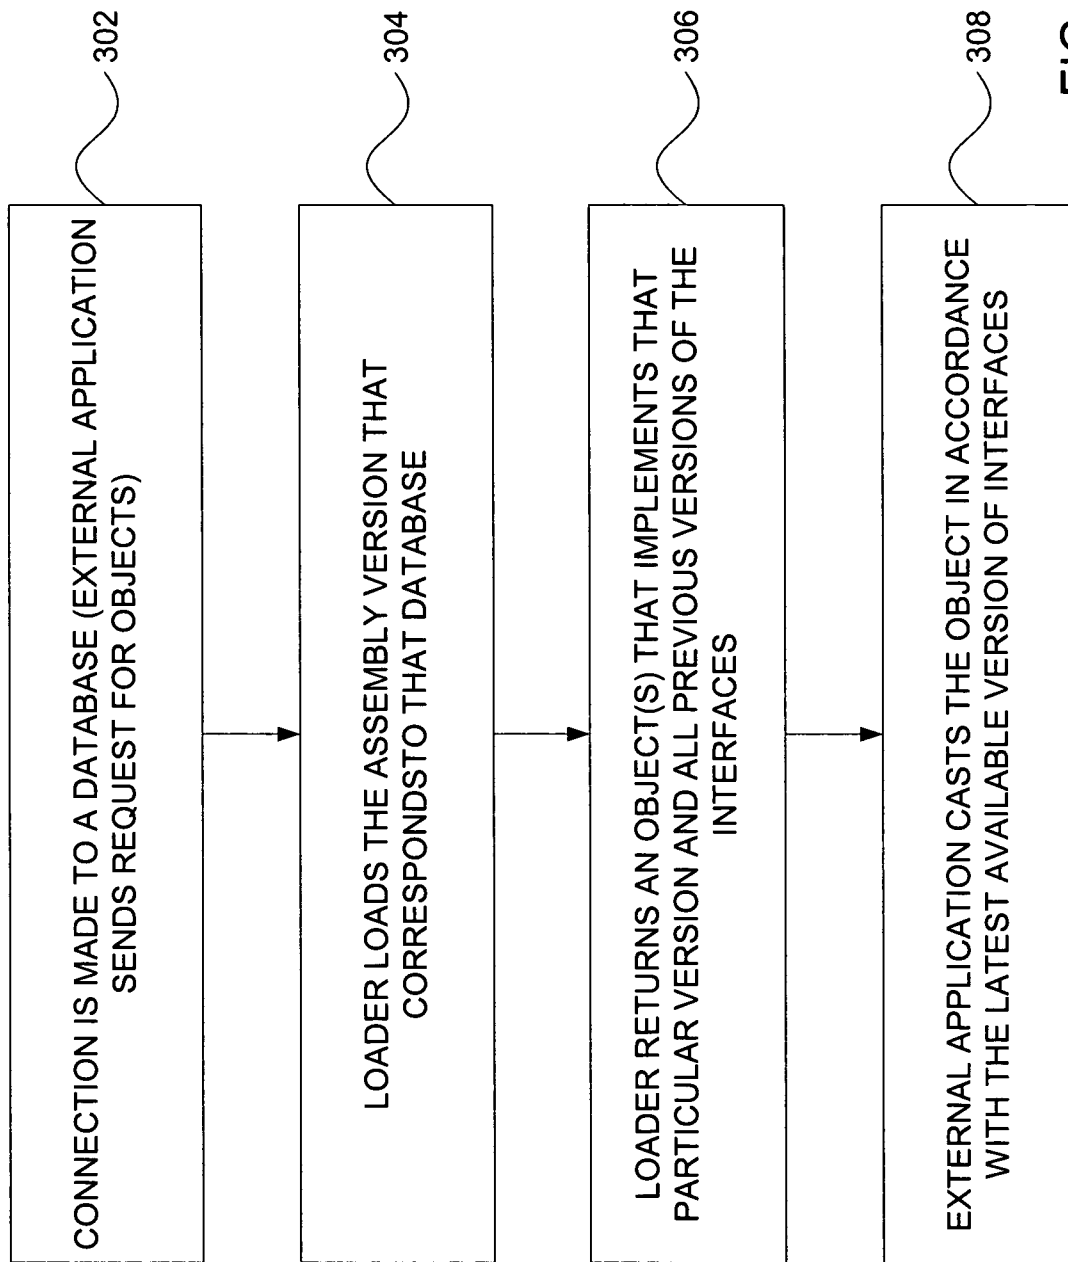 CONNECTION IS MADE TO A DATABASE (EXTERNAL APPLICATION
SENDS REQUEST FOR OBJECTS)
302
LOADER LOADS THE ASSEMBLY VERSION THAT
CORRESPONDSTO THAT DATABASE
304
LOADER RETURNS AN OBJECT(S) THAT IMPLEMENTS THAT
PARTICULAR VERSION AND ALL PREVIOUS VERSIONS OF THE
INTERFACES
306
EXTERNAL APPLICATION CASTS THE OBJECT IN ACCORDANCE
WITH THE LATEST AVAILABLE VERSION OF INTERFACES
308